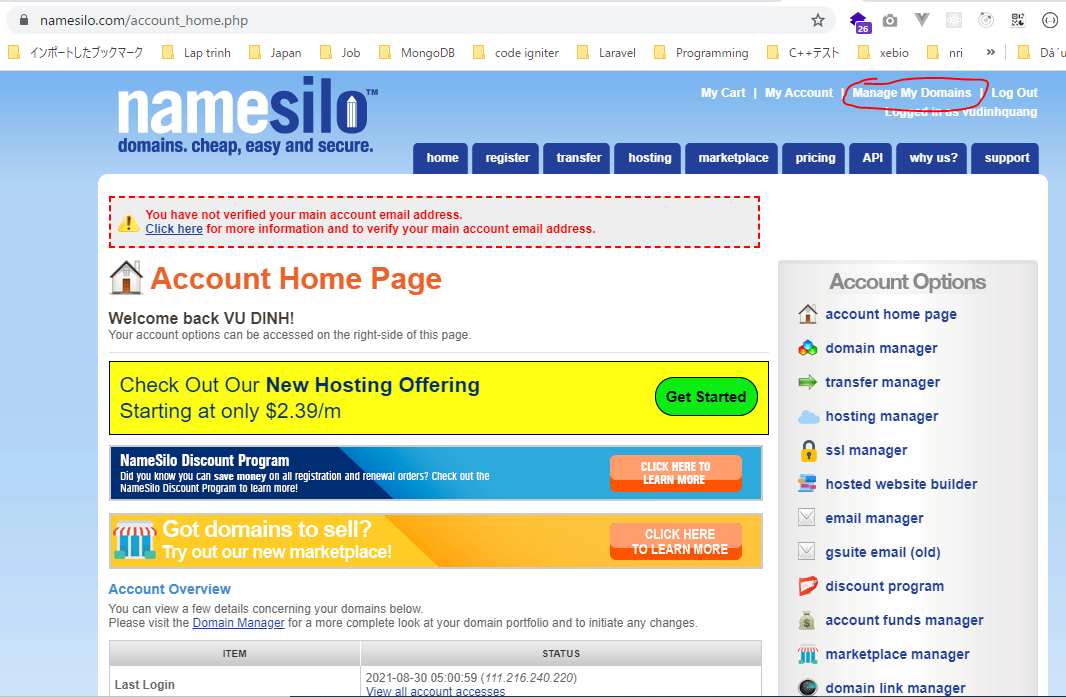 namesilo.com/account_home.php
26
インポートしたブックマーク Lap trinh Japan Job MongoDB code igniter Laravel Programming C++テスト xebio nri »
namesilo™
domains. cheap, easy and secure.
My Cart | My Account | Manage My Domains | Log Out
Logged in as vudinhquang
home register transfer hosting marketplace pricing API why us? support
You have not verified your main account email address.
Click here for more information and to verify your main account email address.
Account Home Page
Welcome back VU DINH!
Your account options can be accessed on the right-side of this page.
Check Out Our New Hosting Offering
Starting at only $2.39/m
Get Started
NameSilo Discount Program
Did you know you can save money on all registration and renewal orders? Check out the
NameSilo Discount Program to learn more!
CLICK HERE TO
LEARN MORE
Got domains to sell?
Try out our new marketplace!
CLICK HERE
TO LEARN MORE
Account Overview
You can view a few details concerning your domains below.
Please visit the Domain Manager for a more complete look at your domain portfolio and to initiate any changes.
ITEM STATUS
Last Login
2021-08-30 05:00:59 (111.216.240.220)
View all account accesses
Account Options
account home page
domain manager
transfer manager
hosting manager
ssl manager
hosted website builder
email manager
gsuite email (old)
discount program
account funds manager
marketplace manager
domain link manager